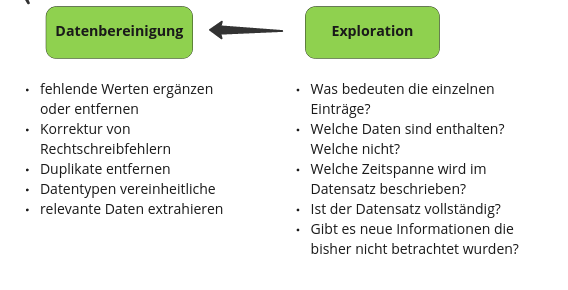 Datenbereinigung
fehlende Werten ergänzen
oder entfernen
Korrektur von
Rechtschreibfehlern
Duplikate entfernen
Datentypen vereinheitliche
relevante Daten extrahieren
Exploration
Was bedeuten die einzelnen
Einträge?
Welche Daten sind enthalten?
Welche nicht?
Welche Zeitspanne wird im
Datensatz beschrieben?
Ist der Datensatz vollständig?
Gibt es neue Informationen die
bisher nicht betrachtet wurden?